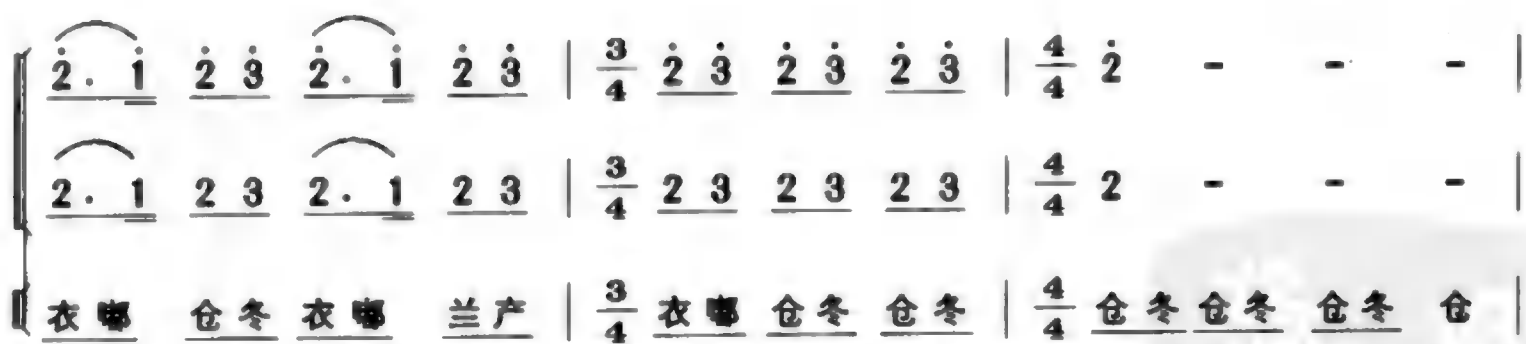 2̇. 1̇ 2̇ 3̇ 2̇. 1̇ 2̇ 3̇ | 3/4 2̇ 3̇ 2̇ 3̇ 2̇ 3̇ | 4/4 2̇ - - - |
2. 1 2 3 2. 1 2 3 | 3/4 2 3 2 3 2 3 | 4/4 2 - - - |
衣 嘟 仓 冬 衣 嘟 兰 产 | 3/4 衣 嘟 仓 冬 仓 冬 | 4/4 仓 冬 仓 冬 仓 冬 仓 |